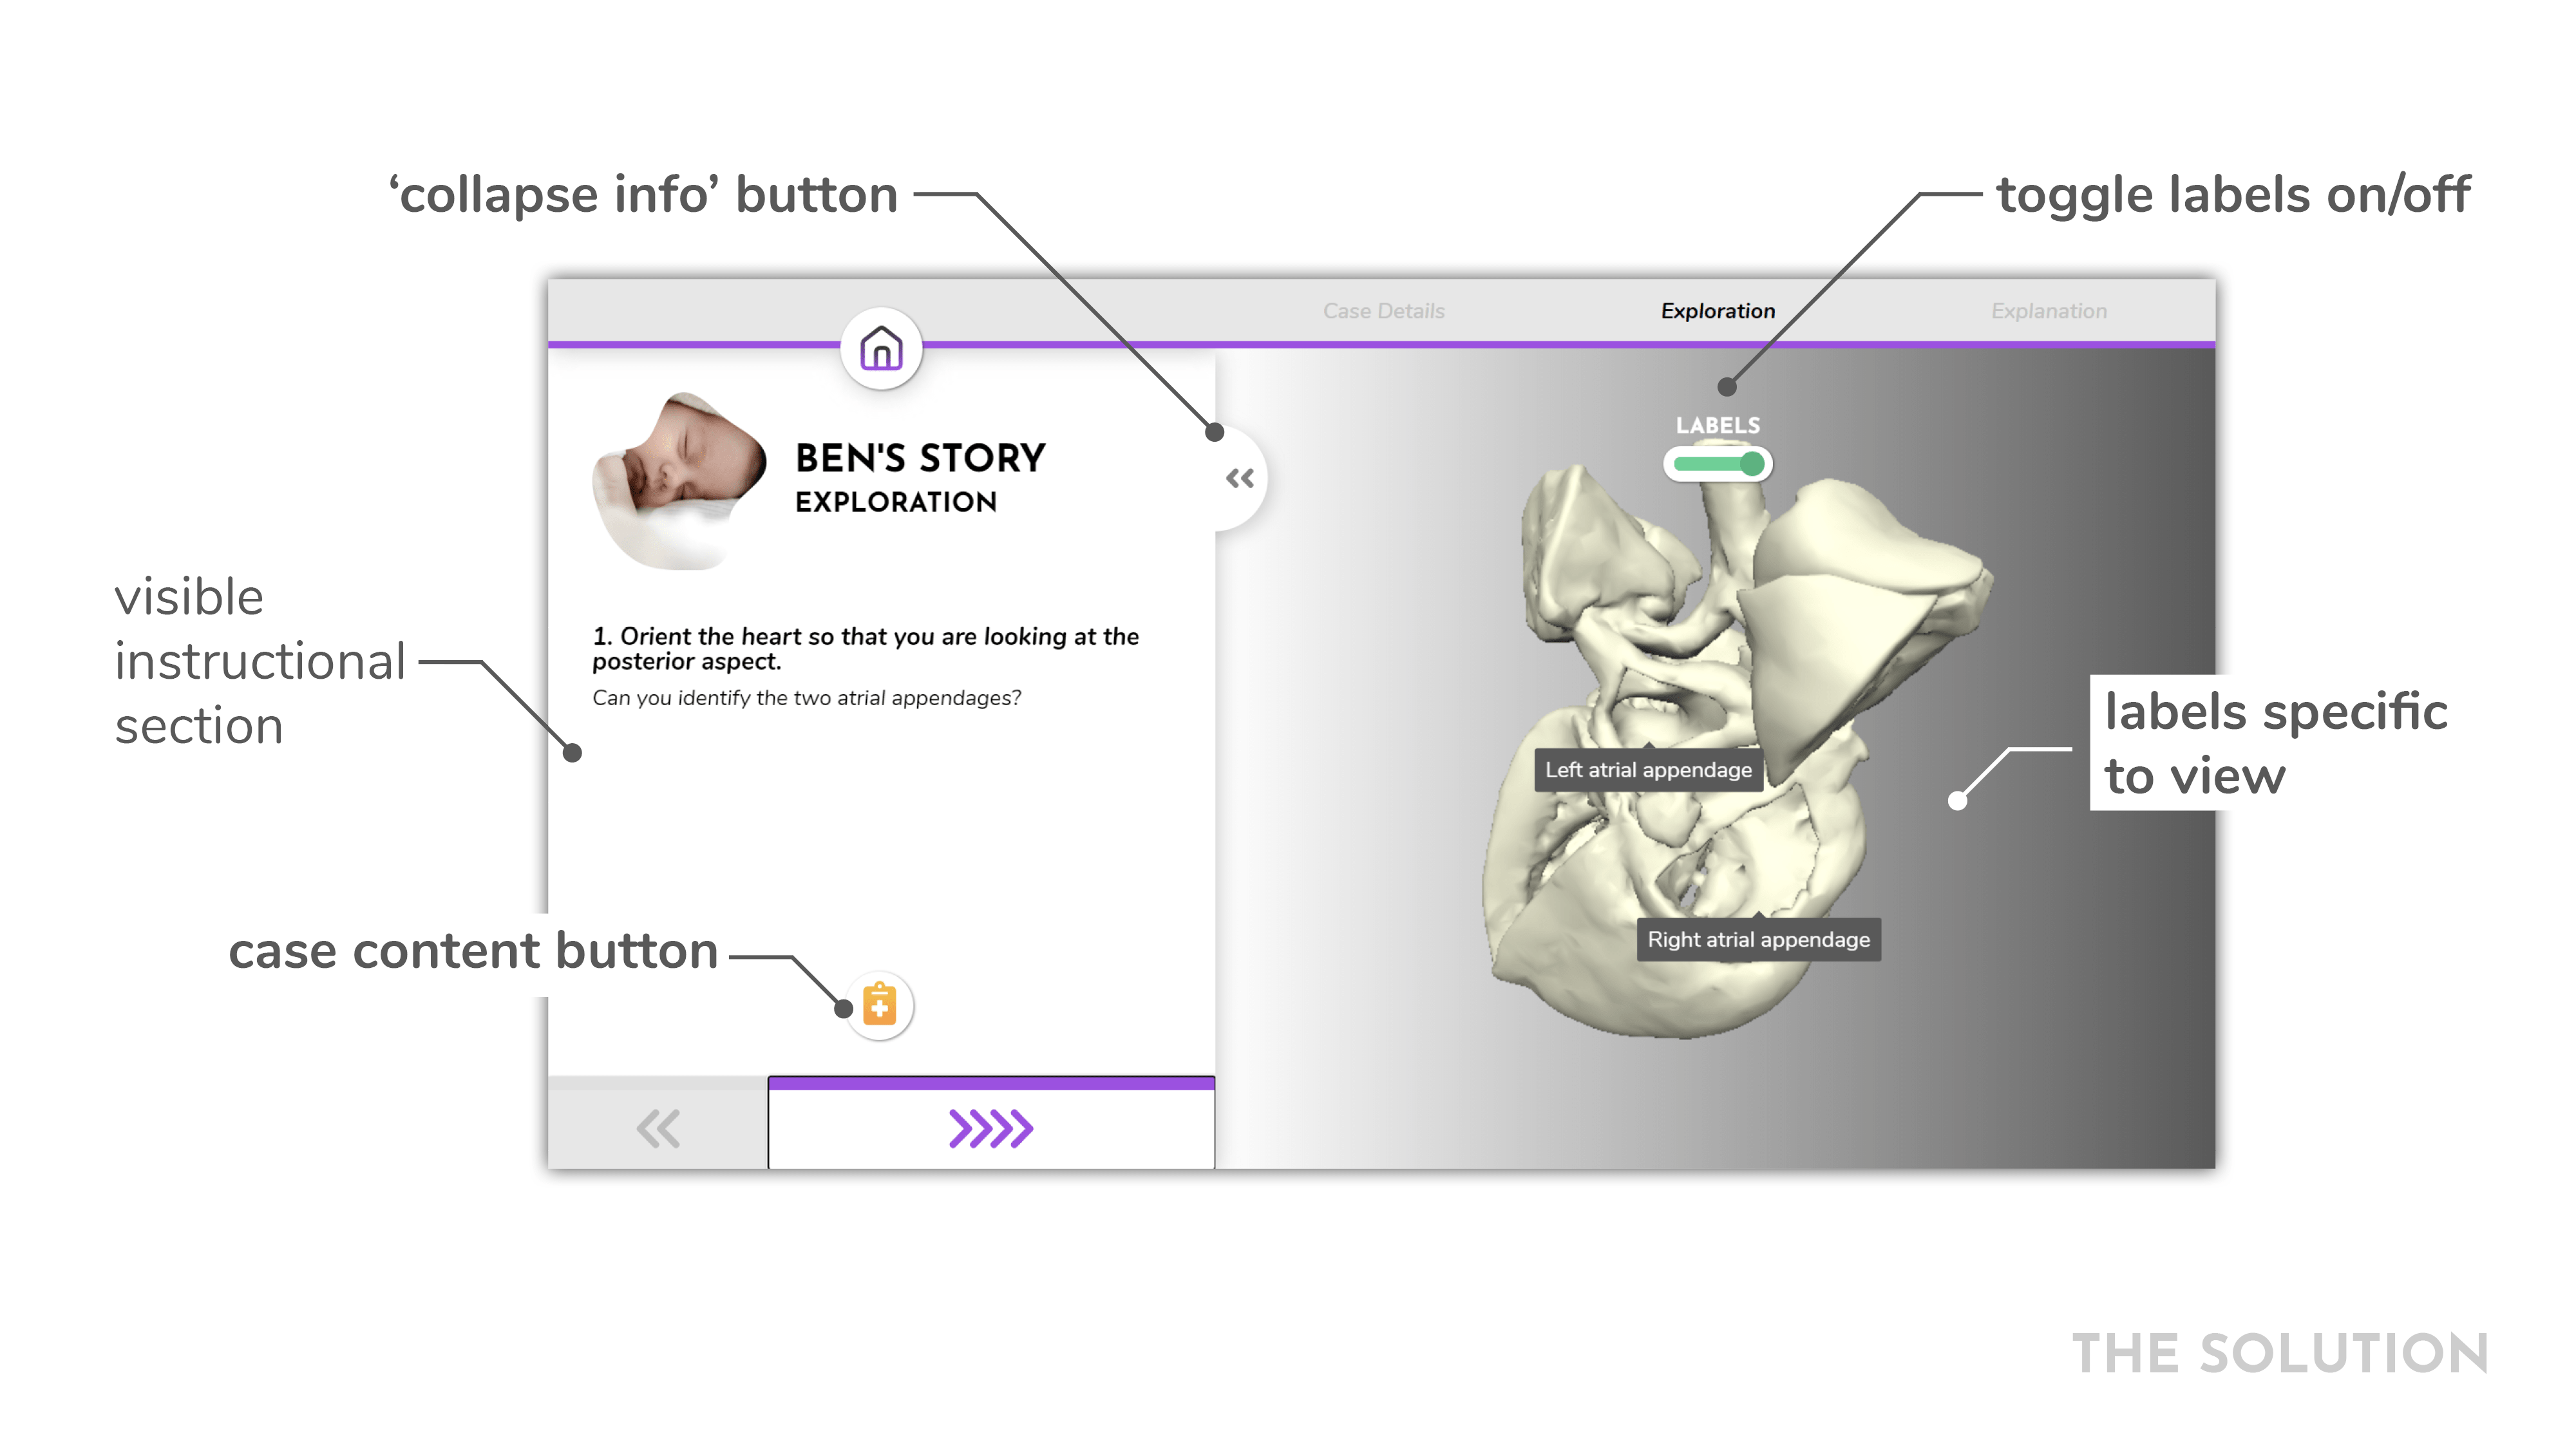 ‘collapse info’ button
toggle labels on/off
Case Details
Exploration
Explanation
LABELS
BEN'S STORY
EXPLORATION
visible
instructional
section
1. Orient the heart so that you are looking at the
posterior aspect.
Can you identify the two atrial appendages?
Left atrial appendage
labels specific
to view
Right atrial appendage
case content button
THE SOLUTION